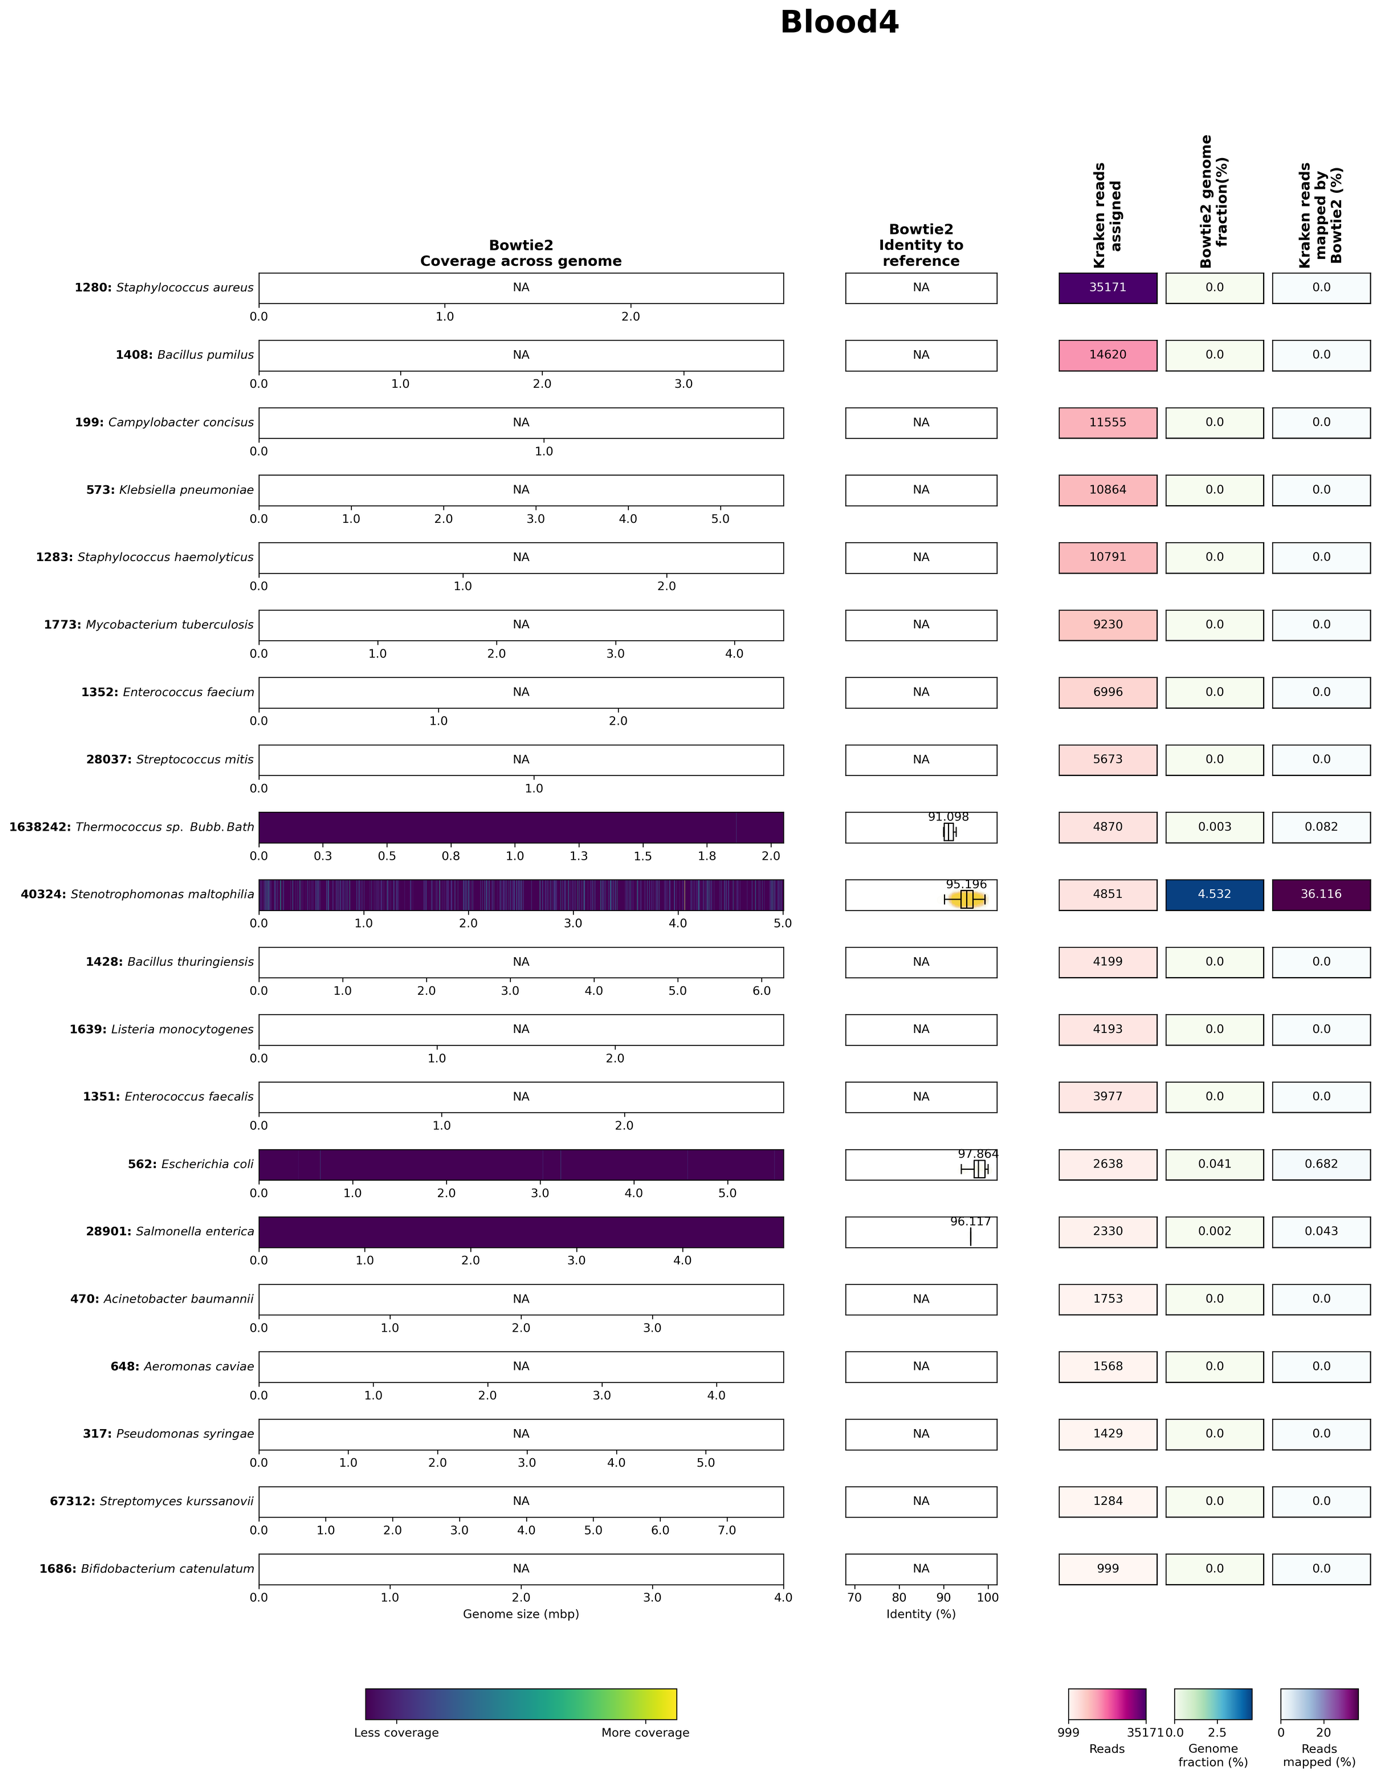 Blood4
Bowtie2
Coverage across genome
Bowtie2
Identity to
reference
Kraken reads
assigned
Bowtie2 genome
fraction(%)
Kraken reads
mapped by
Bowtie2 (%)
1280: Staphylococcus aureus NA NA 35171 0.0 0.0
0.0 1.0 2.0
1408: Bacillus pumilus NA NA 14620 0.0 0.0
0.0 1.0 2.0 3.0
199: Campylobacter concisus NA NA 11555 0.0 0.0
0.0 1.0
573: Klebsiella pneumoniae NA NA 10864 0.0 0.0
0.0 1.0 2.0 3.0 4.0 5.0
1283: Staphylococcus haemolyticus NA NA 10791 0.0 0.0
0.0 1.0 2.0
1773: Mycobacterium tuberculosis NA NA 9230 0.0 0.0
0.0 1.0 2.0 3.0 4.0
1352: Enterococcus faecium NA NA 6996 0.0 0.0
0.0 1.0 2.0
28037: Streptococcus mitis NA NA 5673 0.0 0.0
0.0 1.0
1638242: Thermococcus sp. Bubb.Bath 91.098 4870 0.003 0.082
0.0 0.3 0.5 0.8 1.0 1.3 1.5 1.8 2.0
40324: Stenotrophomonas maltophilia 95.196 4851 4.532 36.116
0.0 1.0 2.0 3.0 4.0 5.0
1428: Bacillus thuringiensis NA NA 4199 0.0 0.0
0.0 1.0 2.0 3.0 4.0 5.0 6.0
1639: Listeria monocytogenes NA NA 4193 0.0 0.0
0.0 1.0 2.0
1351: Enterococcus faecalis NA NA 3977 0.0 0.0
0.0 1.0 2.0
562: Escherichia coli 97.864 2638 0.041 0.682
0.0 1.0 2.0 3.0 4.0 5.0
28901: Salmonella enterica 96.117 2330 0.002 0.043
0.0 1.0 2.0 3.0 4.0
470: Acinetobacter baumannii NA NA 1753 0.0 0.0
0.0 1.0 2.0 3.0
648: Aeromonas caviae NA NA 1568 0.0 0.0
0.0 1.0 2.0 3.0 4.0
317: Pseudomonas syringae NA NA 1429 0.0 0.0
0.0 1.0 2.0 3.0 4.0 5.0
67312: Streptomyces kurssanovii NA NA 1284 0.0 0.0
0.0 1.0 2.0 3.0 4.0 5.0 6.0 7.0
1686: Bifidobacterium catenulatum NA NA 999 0.0 0.0
0.0 1.0 2.0 3.0 4.0 70 80 90 100
Genome size (mbp) Identity (%)
Less coverage More coverage
999 35171 0.0 2.5 0 20
Reads
Genome
fraction (%)
Reads
mapped (%)